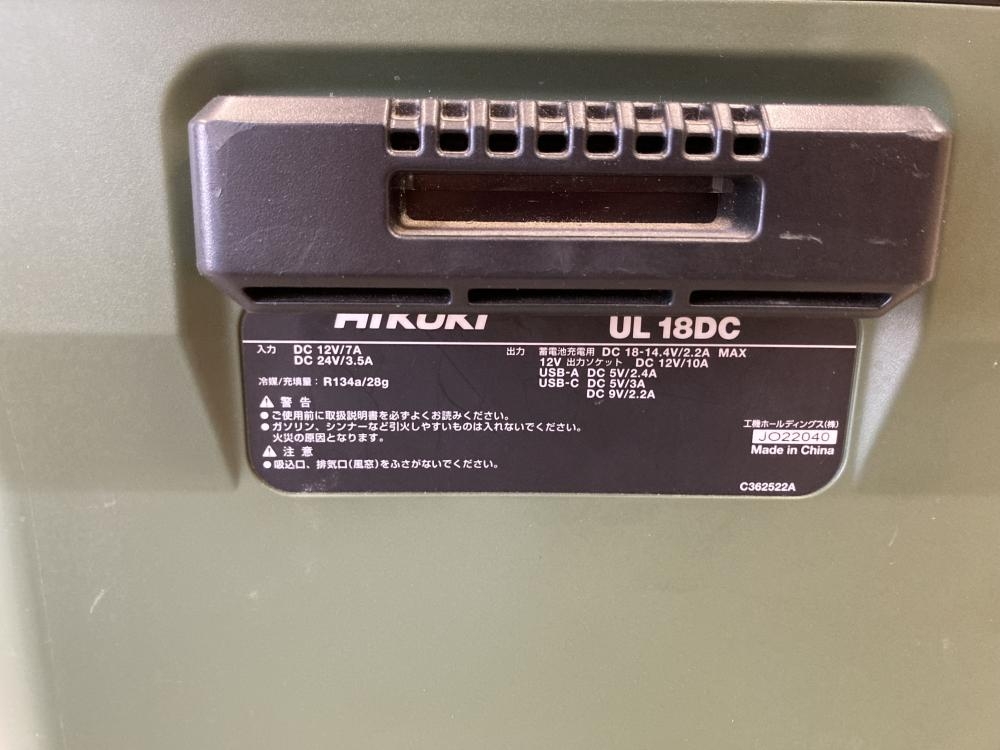 HiKOKI UL 18DC
入力 DC 12V/7A
DC 24V/3.5A
出力 蓄電池充電用 DC 18-14.4V/2.2A MAX
12V 出力ソケット DC 12V/10A
USB-A DC 5V/2.4A
USB-C DC 5V/3A
DC 9V/2.2A
冷媒/充填量：R134a/28g
警告
●ご使用前に取扱説明書を必ずよくお読みください。
●ガソリン、シンナーなど引火しやすいものは入れないでください。
火災の原因となります。
注意
●吸込口、排気口(風窓)をふさがないでください。
工機ホールディングス(株)
JO22040
Made in China
C362522A